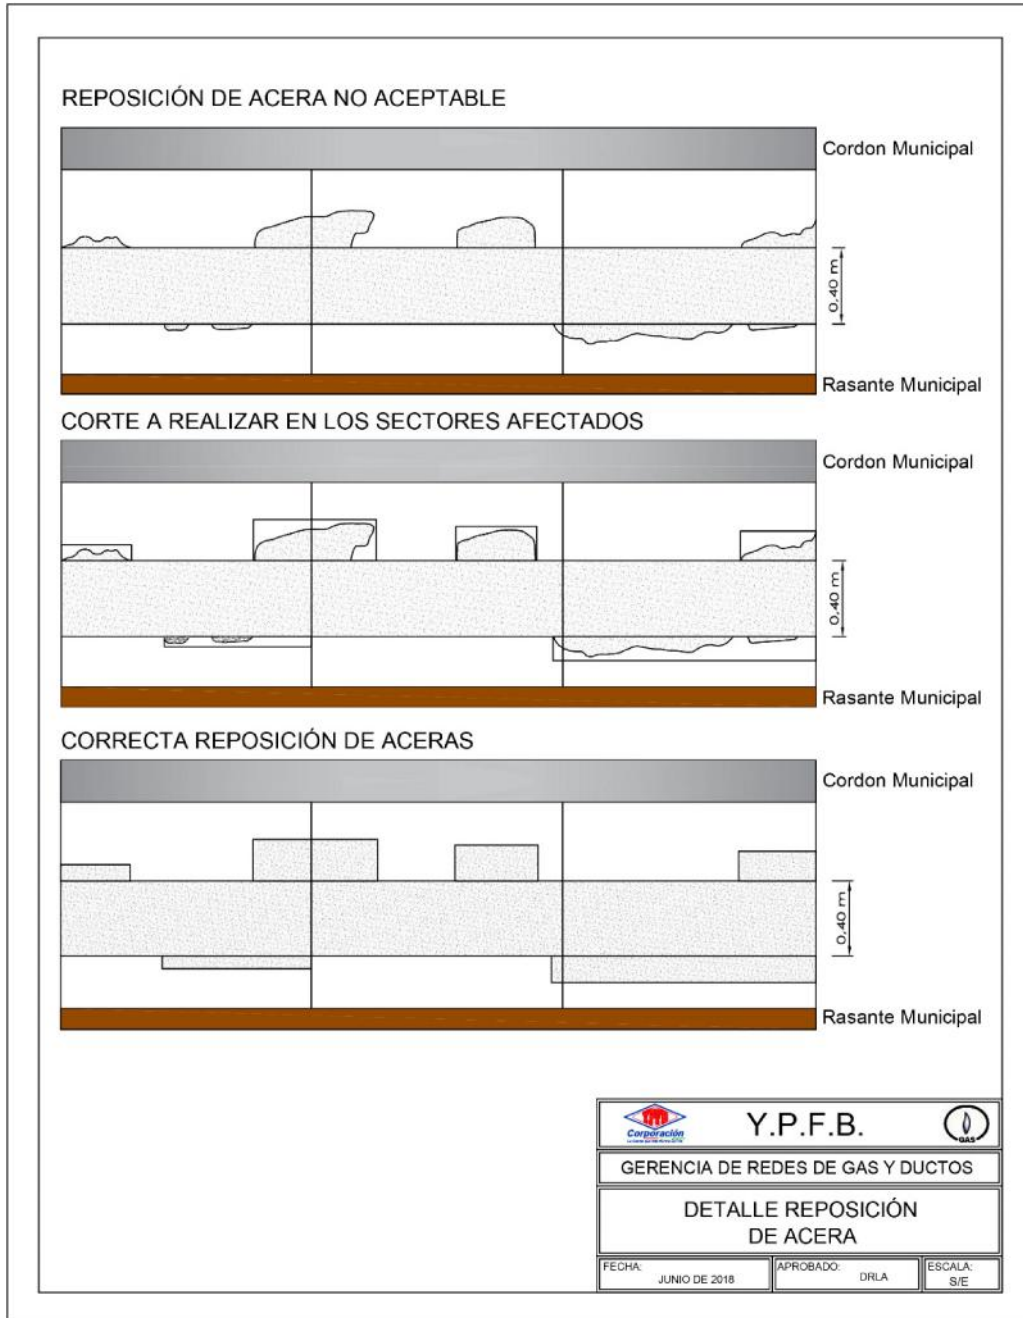 REPOSICIÓN DE ACERA NO ACEPTABLE
Cordon Municipal
0,40 m
Rasante Municipal
CORTE A REALIZAR EN LOS SECTORES AFECTADOS
Cordon Municipal
0,40 m
Rasante Municipal
CORRECTA REPOSICIÓN DE ACERAS
Cordon Municipal
0,40 m
Rasante Municipal
Corporación
Y.P.F.B.
GAS
GERENCIA DE REDES DE GAS Y DUCTOS
DETALLE REPOSICIÓN
DE ACERA
FECHA:
JUNIO DE 2018
APROBADO:
DRLA
ESCALA:
S/E